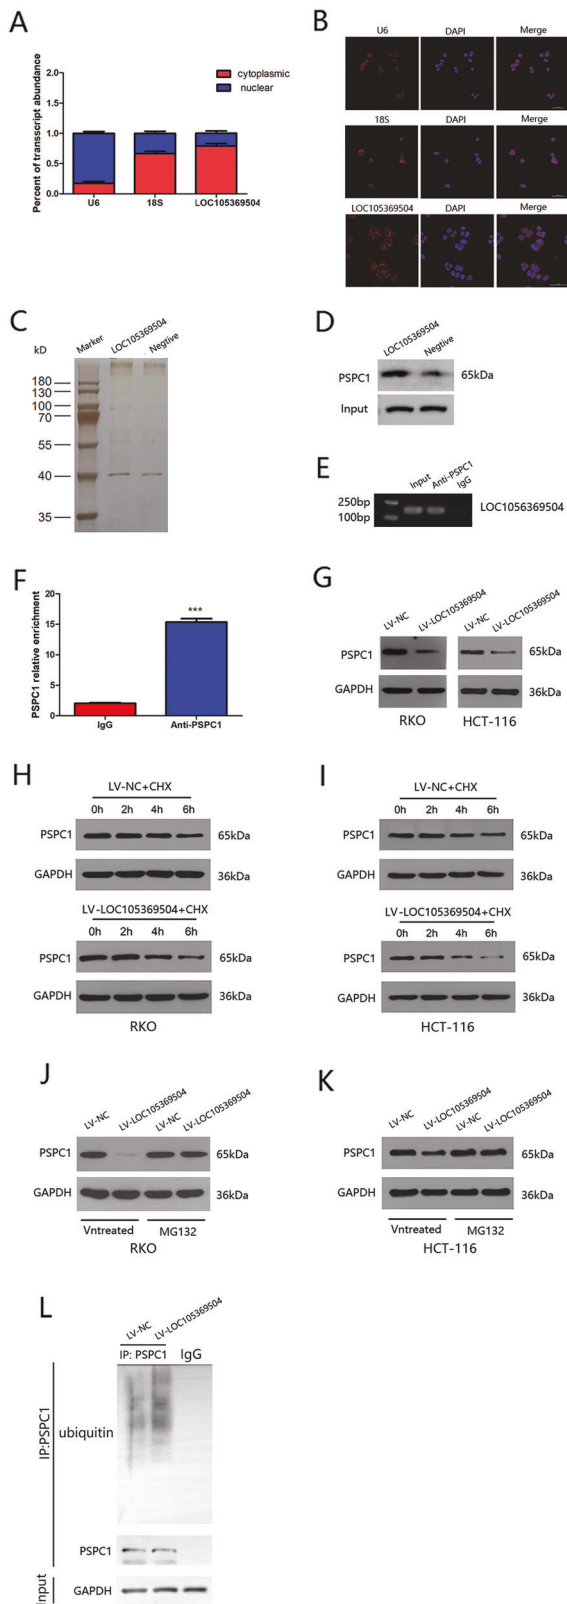 A
Percent of transscript abundance
2.0
1.5
1.0
0.5
0.0
cytoplasmic
nuclear
U6 18S LOC105369504
B
U6 DAPI Merge
18S DAPI Merge
LOC105369504 DAPI Merge
C
kD Marker LOC105369504 Negtive
180
130
100
70
55
40
35
D
LOC105369504 Negtive
PSPC1 65kDa
Input
E
Input Anti-PSPC1 IgG
250bp
100bp
LOC1056369504
F
PSPC1 relative enrichment
20
15
10
5
0
***
IgG Anti-PSPC1
G
LV-NC LV-LOC105369504 LV-NC LV-LOC105369504
PSPC1 65kDa
GAPDH 36kDa
RKO HCT-116
H
LV-NC+CHX
0h 2h 4h 6h
PSPC1 65kDa
GAPDH 36kDa
LV-LOC105369504+CHX
0h 2h 4h 6h
PSPC1 65kDa
GAPDH 36kDa
RKO
I
LV-NC+CHX
0h 2h 4h 6h
PSPC1 65kDa
GAPDH 36kDa
LV-LOC105369504+CHX
0h 2h 4h 6h
PSPC1 65kDa
GAPDH 36kDa
HCT-116
J
LV-NC LV-LOC105369504 LV-NC LV-LOC105369504
PSPC1 65kDa
GAPDH 36kDa
Vntreated MG132
RKO
K
LV-NC LV-LOC105369504 LV-NC LV-LOC105369504
PSPC1 65kDa
GAPDH 36kDa
Vntreated MG132
HCT-116
L
LV-NC LV-LOC105369504
IP: PSPC1 IgG
IP:PSPC1
ubiquitin
PSPC1
Input
GAPDH